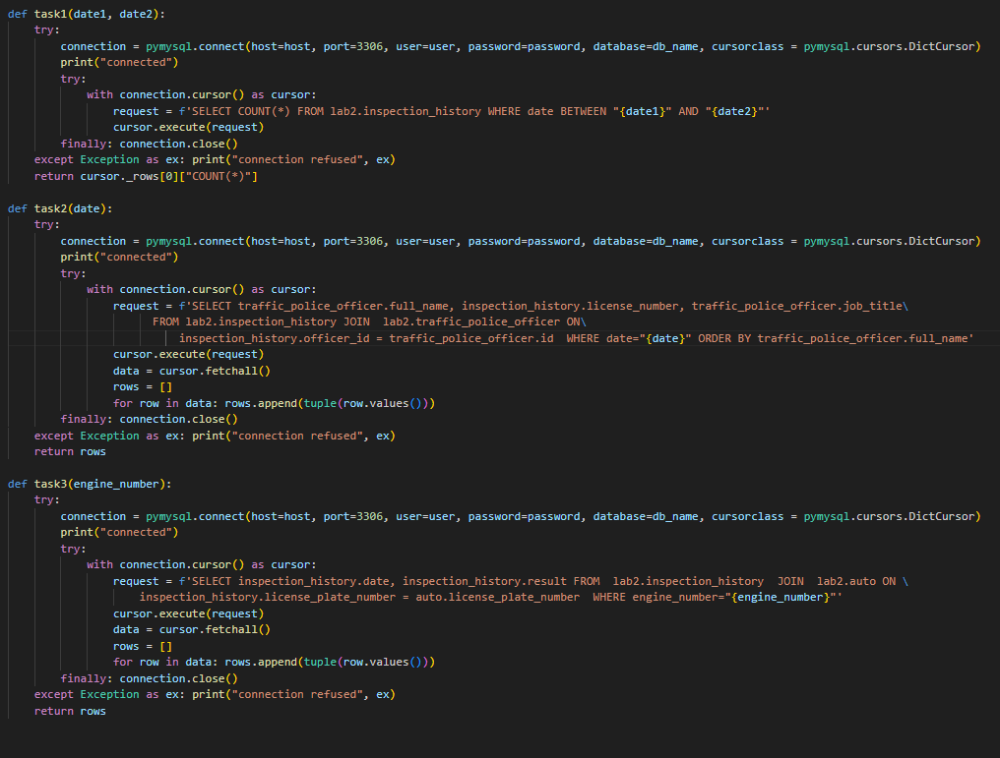 def task1(date1, date2):
    try:
        connection = pymysql.connect(host=host, port=3306, user=user, password=password, database=db_name, cursorclass = pymysql.cursors.DictCursor)
        print("connected")
        try:
            with connection.cursor() as cursor:
                request = f'SELECT COUNT(*) FROM lab2.inspection_history WHERE date BETWEEN "{date1}" AND "{date2}"'
                cursor.execute(request)
        finally: connection.close()
    except Exception as ex: print("connection refused", ex)
    return cursor._rows[0]["COUNT(*)"]

def task2(date):
    try:
        connection = pymysql.connect(host=host, port=3306, user=user, password=password, database=db_name, cursorclass = pymysql.cursors.DictCursor)
        print("connected")
        try:
            with connection.cursor() as cursor:
                request = f'SELECT traffic_police_officer.full_name, inspection_history.license_number, traffic_police_officer.job_title\
                      FROM lab2.inspection_history JOIN  lab2.traffic_police_officer ON\
                          inspection_history.officer_id = traffic_police_officer.id  WHERE date="{date}" ORDER BY traffic_police_officer.full_name'
                cursor.execute(request)
                data = cursor.fetchall()
                rows = []
                for row in data: rows.append(tuple(row.values()))
        finally: connection.close()
    except Exception as ex: print("connection refused", ex)
    return rows

def task3(engine_number):
    try:
        connection = pymysql.connect(host=host, port=3306, user=user, password=password, database=db_name, cursorclass = pymysql.cursors.DictCursor)
        print("connected")
        try:
            with connection.cursor() as cursor:
                request = f'SELECT inspection_history.date, inspection_history.result FROM  lab2.inspection_history  JOIN  lab2.auto ON \
                    inspection_history.license_plate_number = auto.license_plate_number  WHERE engine_number="{engine_number}"'
                cursor.execute(request)
                data = cursor.fetchall()
                rows = []
                for row in data: rows.append(tuple(row.values()))
        finally: connection.close()
    except Exception as ex: print("connection refused", ex)
    return rows